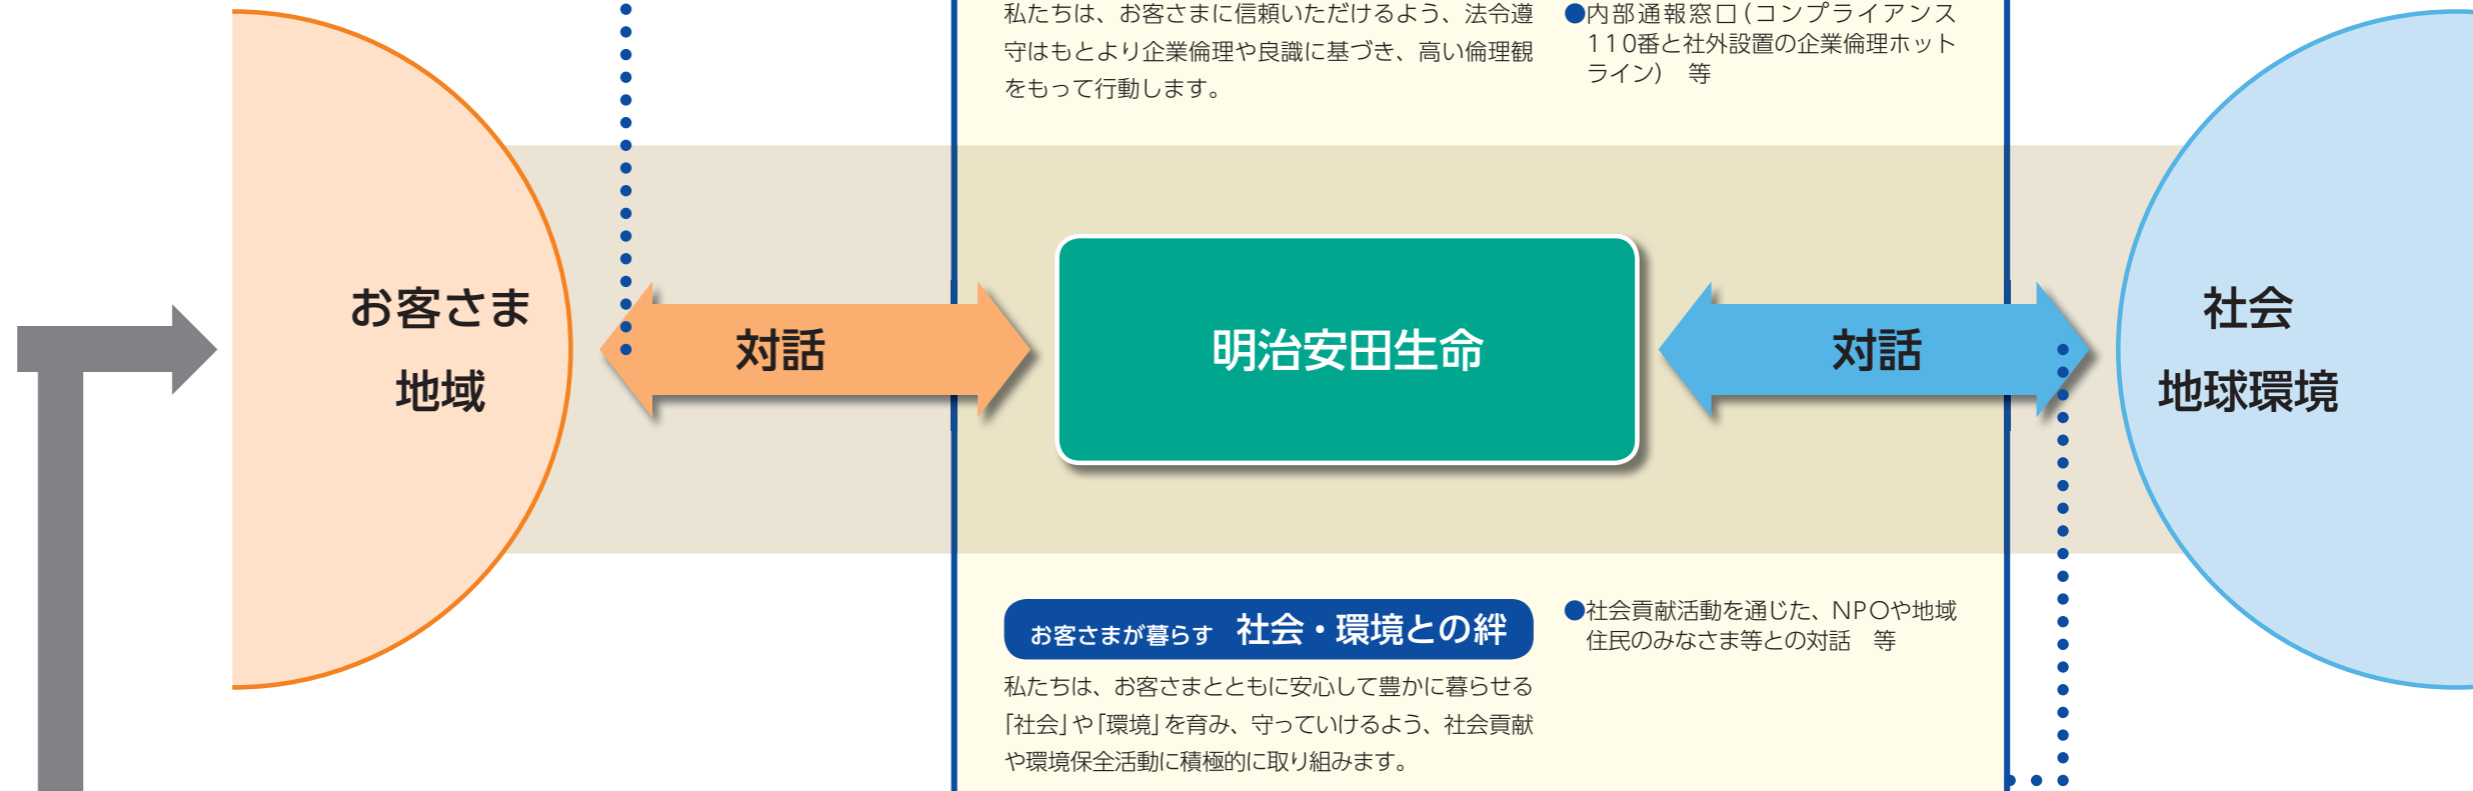 私たちは、お客さまに信頼いただけるよう、法令遵
守はもとより企業倫理や良識に基づき、高い倫理観
をもって行動します。
●内部通報窓口（コンプライアンス
110番と社外設置の企業倫理ホット
ライン）　等
お客さま
地域
対話
明治安田生命
対話
社会
地球環境
お客さまが暮らす 社会・環境との絆
私たちは、お客さまとともに安心して豊かに暮らせる
「社会」や「環境」を育み、守っていけるよう、社会貢献
や環境保全活動に積極的に取り組みます。
●社会貢献活動を通じた、NPOや地域
住民のみなさま等との対話　等